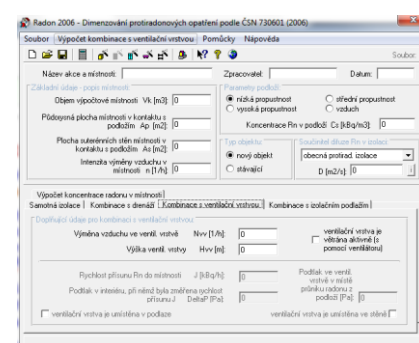 Radon 2006 - Dimenzování protiradonových opatření podle ČSN 730601 (2006)
Soubor Výpočet kombinace s ventilační vrstvou Pomůcky Nápověda
Soubor:
Název akce a místnosti: Zpracovatel: Datum:
Základní údaje - popis místnosti Parametry podloží
Objem výpočtové místnosti Vk [m3]: 0 nízká propustnost střední propustnost
vysoká propustnost vzduch
Půdorysná plocha místnosti v kontaktu s
podložím Ap [m2]: 0 Koncentrace Rn v podloží Cs [kBq/m3]: 0
Plocha suterénních stěn místnosti v
kontaktu s podložím As [m2]: 0 Typ objektu Součinitel difuze Rn v izolaci
nový objekt obecná protirad. izolace
Intenzita výměny vzduchu v
místnosti n [1/h]: 0 stávající D [m2/s]: 0
Výpočet koncentrace radonu v místnosti
Samotná izolace Kombinace s drenáží Kombinace s ventilační vrstvou Kombinace s izolačním podlažím
Doplňující údaje pro kombinaci s ventilační vrstvou
Výměna vzduchu ve ventil. vrstvě Nvv [1/h]: 0 ventilační vrstva je
větrána aktivně (s
pomocí ventilátoru)
Výška ventil. vrstvy Hvv [m]: 0
Rychlost přísunu Rn do místnosti J [kBq/h]: 0 Podtlak ve ventil.
vrstvě v místě
průniku radonu z
podloží [Pa]: 0
Podtlak v interiéru, při němž byla změřena rychlost
přísunu J DeltaP [Pa]: 0
ventilační vrstva je umístěna v podlaze ventilační vrstva je umístěna ve stěně